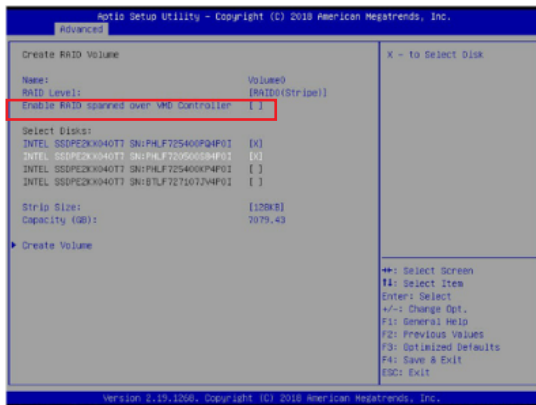 Aptio Setup Utility - Copyright (C) 2018 American Megatrends, Inc.
Advanced
Create RAID Volume
X - to Select Disk
Name: Volume0
RAID Level: [RAID0(Stripe)]
Enable RAID spanned over VMD Controller [ ]
Select Disks:
INTEL SSDPE2KX040T7 SN:PHLF725400PQ4P0I [X]
INTEL SSDPE2KX040T7 [X]
INTEL SSDPE2KX040T7 SN:PHLF725400KP4P0I [ ]
INTEL SSDPE2KX040T7 SN:BTLF727107JV4P0I [ ]
Strip Size: [128KB]
Capacity (GB): 7079.43
Create Volume
→←: Select Screen
↑↓: Select Item
Enter: Select
+/-: Change Opt.
F1: General Help
F2: Previous Values
F3: Optimized Defaults
F4: Save & Exit
ESC: Exit
Version 2.19.1268. Copyright (C) 2018 American Megatrends, Inc.